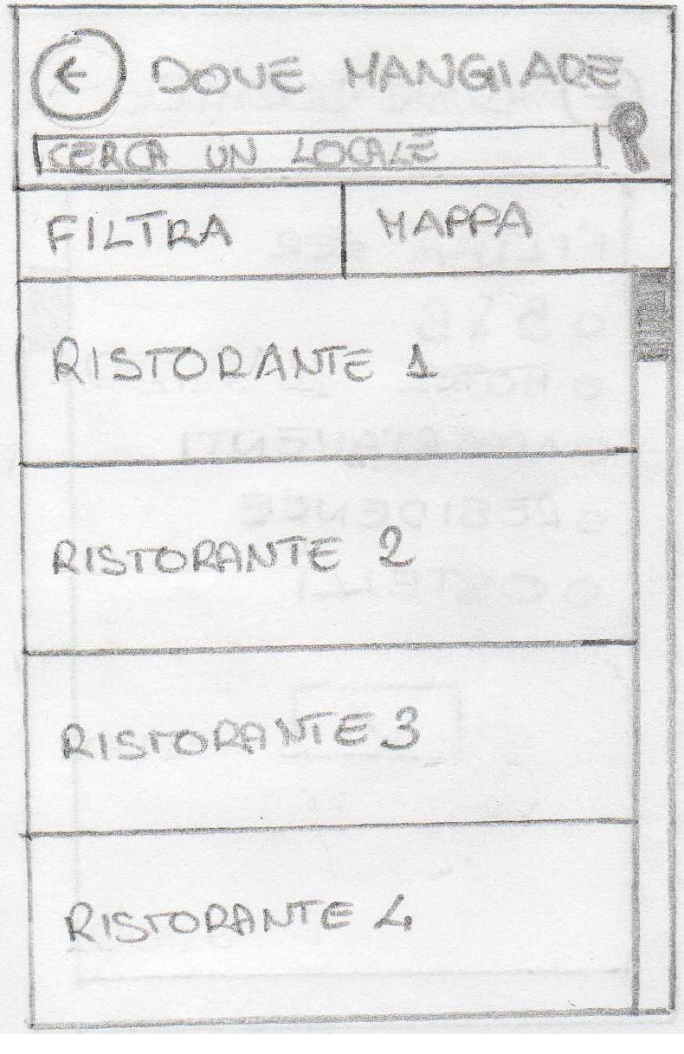 DOVE MANGIARE
CERCA UN LOCALE
FILTRA MAPPA
RISTORANTE 1
RISTORANTE 2
RISTORANTE 3
RISTORANTE 4